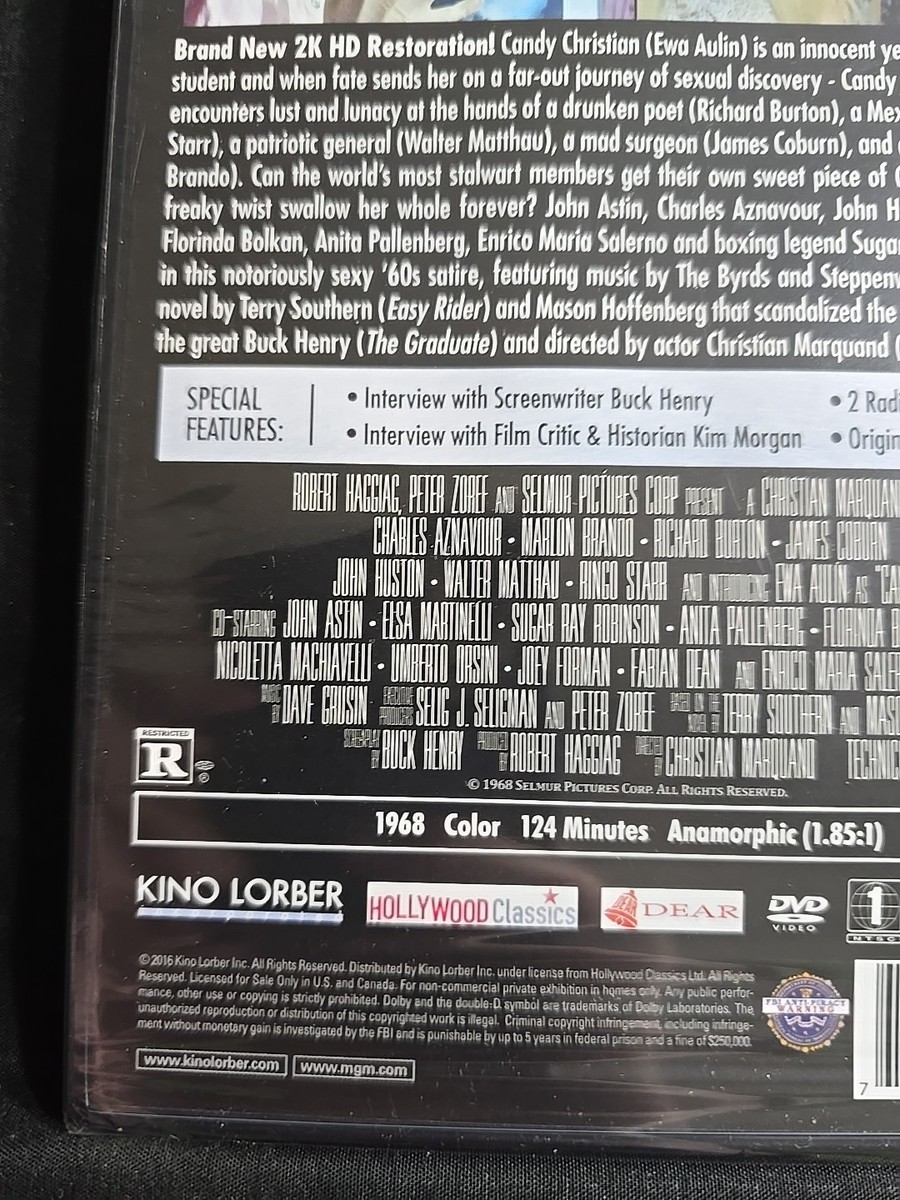 Brand New 2K HD Restoration! Candy Christian (Ewa Aulin) is an innocent ye
student and when fate sends her on a far-out journey of sexual discovery - Candy
encounters lust and lunacy at the hands of a drunken poet (Richard Burton), a Mex
Starr), a patriotic general (Walter Matthau), a mad surgeon (James Coburn), and
Brando). Can the world's most stalwart members get their own sweet piece of
freaky twist swallow her whole forever? John Astin, Charles Aznavour, John H
Florinda Bolkan, Anita Pallenberg, Enrico Maria Salerno and boxing legend Suga
in this notoriously sexy '60s satire, featuring music by The Byrds and Steppen
novel by Terry Southern (Easy Rider) and Mason Hoffenberg that scandalized the
the great Buck Henry (The Graduate) and directed by actor Christian Marquand (
SPECIAL FEATURES:
• Interview with Screenwriter Buck Henry • 2 Rad
• Interview with Film Critic & Historian Kim Morgan • Origin
ROBERT HAGGIAG, PETER ZOREF AND SELMUR PICTURES CORP PRESENT A CHRISTIAN MARQUAN
CHARLES AZNAVOUR • MARLON BRANDO • RICHARD BURTON • JAMES COBURN
JOHN HUSTON • WALTER MATTHAU • RINGO STARR AND INTRODUCING EWA AULIN AS "CA
CO-STARRING JOHN ASTIN • ELSA MARTINELLI • SUGAR RAY ROBINSON • ANITA PALLENBERG • FLORINDA B
NICOLETTA MACHIAVELLI • UMBERTO ORSINI • JOEY FORMAN • FABIAN DEAN AND ENRICO MARIA SALE
MUSIC BY DAVE GRUSIN EXECUTIVE PRODUCERS SELIG J. SELIGMAN AND PETER ZOREF BASED ON THE NOVEL BY TERRY SOUTHERN AND MAS
SCREENPLAY BY BUCK HENRY PRODUCED BY ROBERT HAGGIAG DIRECTED BY CHRISTIAN MARQUAND TECHNIC
RESTRICTED
R
®
© 1968 SELMUR PICTURES CORP. ALL RIGHTS RESERVED.
1968 Color 124 Minutes Anamorphic (1.85:1)
KINO LORBER HOLLYWOOD Classics DEAR DVD VIDEO 1 NTSC
© 2016 Kino Lorber Inc. All Rights Reserved. Distributed by Kino Lorber Inc. under license from Hollywood Classics Ltd. All Rights
Reserved. Licensed for Sale Only in U.S. and Canada. For non-commercial private exhibition in homes only. Any public perfor-
mance, other use or copying is strictly prohibited. Dolby and the double-D symbol are trademarks of Dolby Laboratories. The
unauthorized reproduction or distribution of this copyrighted work is illegal. Criminal copyright infringement, including infringe-
ment without monetary gain is investigated by the FBI and is punishable by up to 5 years in federal prison and a fine of $250,000.
FBI ANTI-PIRACY
WARNING
www.kinolorber.com www.mgm.com
7